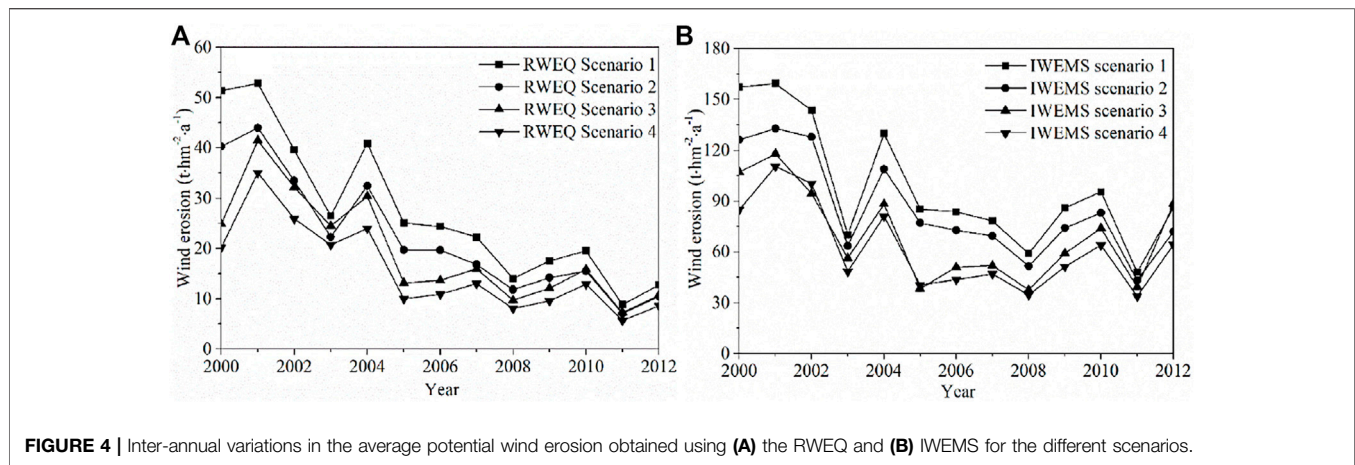 A
60
50
40
30
20
10
0
Wind erosion (t·hm⁻²·a⁻¹)
RWEQ Scenario 1
RWEQ Scenario 2
RWEQ Scenario 3
RWEQ Scenario 4
2000 2002 2004 2006 2008 2010 2012
Year
B
180
150
120
90
60
30
0
Wind erosion (t·hm⁻²·a⁻¹)
IWEMS scenario 1
IWEMS scenario 2
IWEMS scenario 3
IWEMS scenario 4
2000 2002 2004 2006 2008 2010 2012
Year
FIGURE 4 | Inter-annual variations in the average potential wind erosion obtained using (A) the RWEQ and (B) IWEMS for the different scenarios.